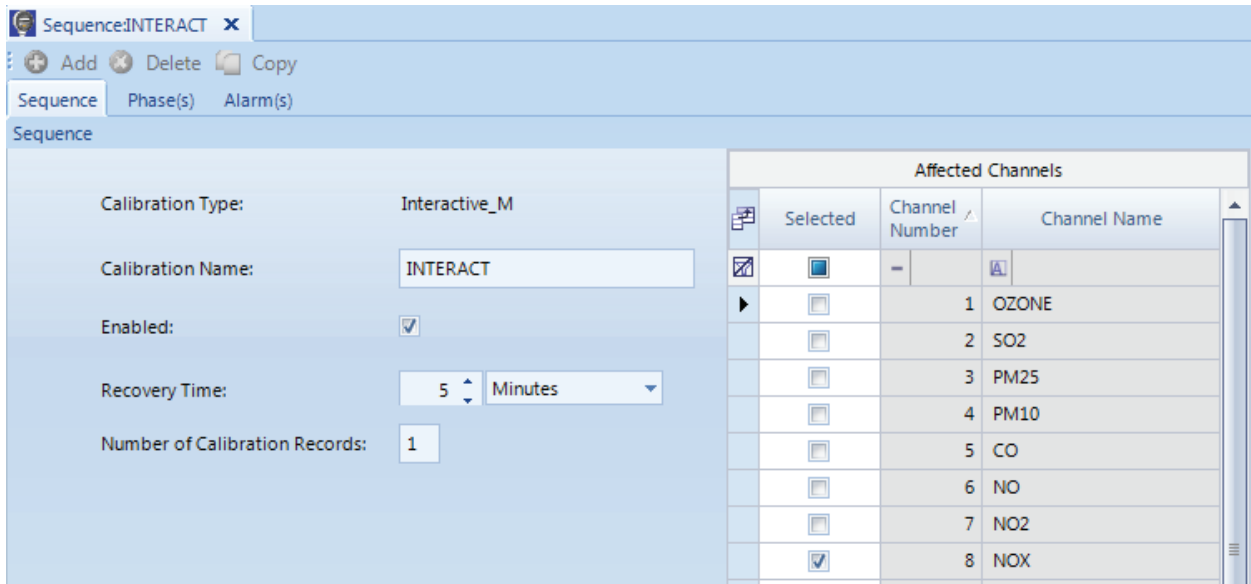 Sequence:INTERACT
Add Delete Copy
Sequence Phase(s) Alarm(s)
Sequence
Calibration Type: Interactive_M
Calibration Name: INTERACT
Enabled:
Recovery Time: 5 Minutes
Number of Calibration Records: 1
Affected Channels
Selected Channel Number Channel Name
A
1 OZONE
2 SO2
3 PM25
4 PM10
5 CO
6 NO
7 NO2
8 NOX